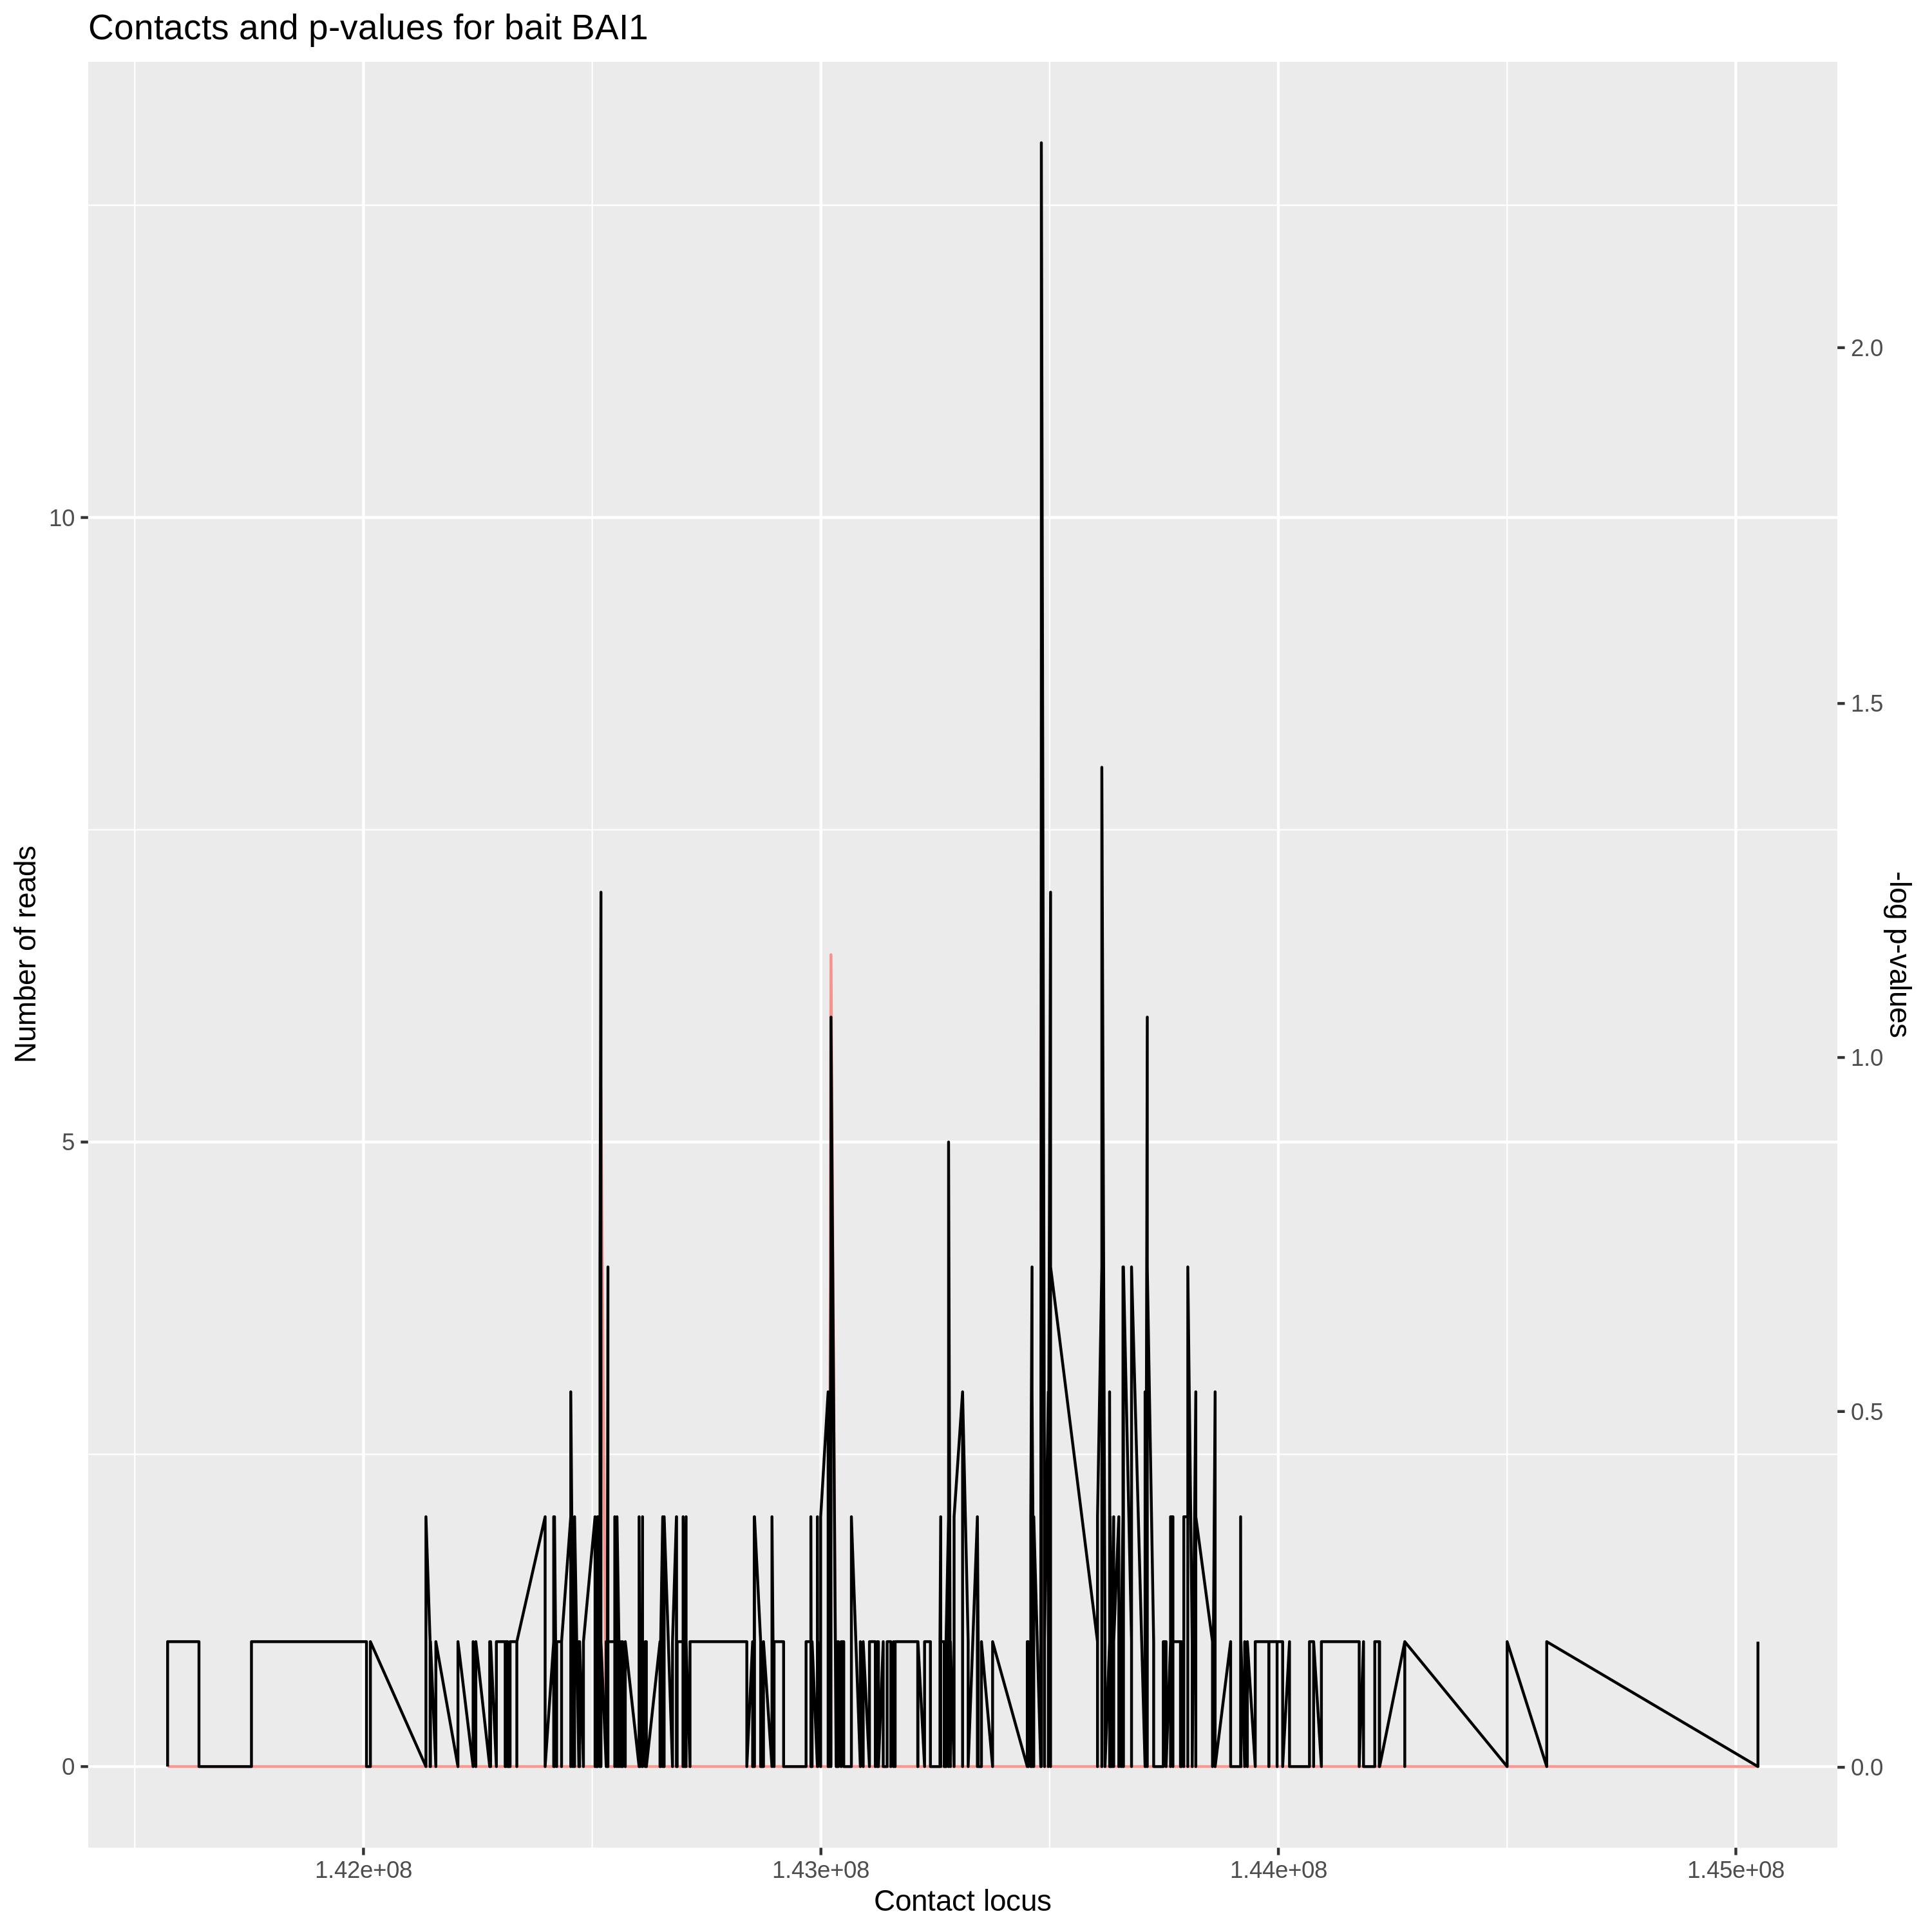 Contacts and p-values for bait BAI1
Number of reads
10
5
0
2.0
1.5
1.0
0.5
0.0
-log p-values
1.42e+08
1.43e+08
1.44e+08
1.45e+08
Contact locus